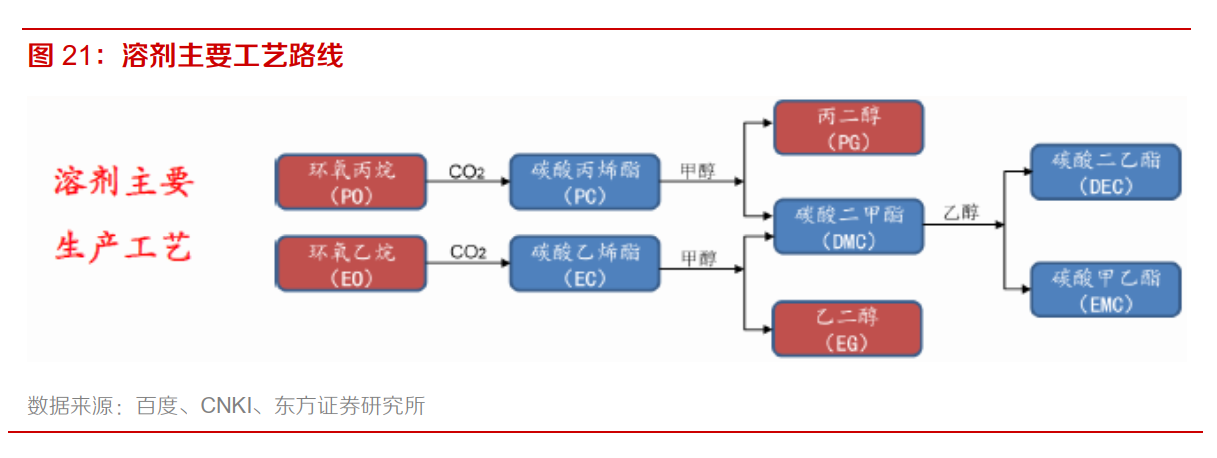 图 21：溶剂主要工艺路线
溶剂主要
生产工艺
环氧丙烷
（PO）
CO2
碳酸丙烯酯
（PC）
甲醇
丙二醇
（PG）
环氧乙烷
（EO）
CO2
碳酸乙烯酯
（EC）
甲醇
碳酸二甲酯
（DMC）
乙二醇
（EG）
乙醇
碳酸二乙酯
（DEC）
碳酸甲乙酯
（EMC）
数据来源：百度、CNKI、东方证券研究所